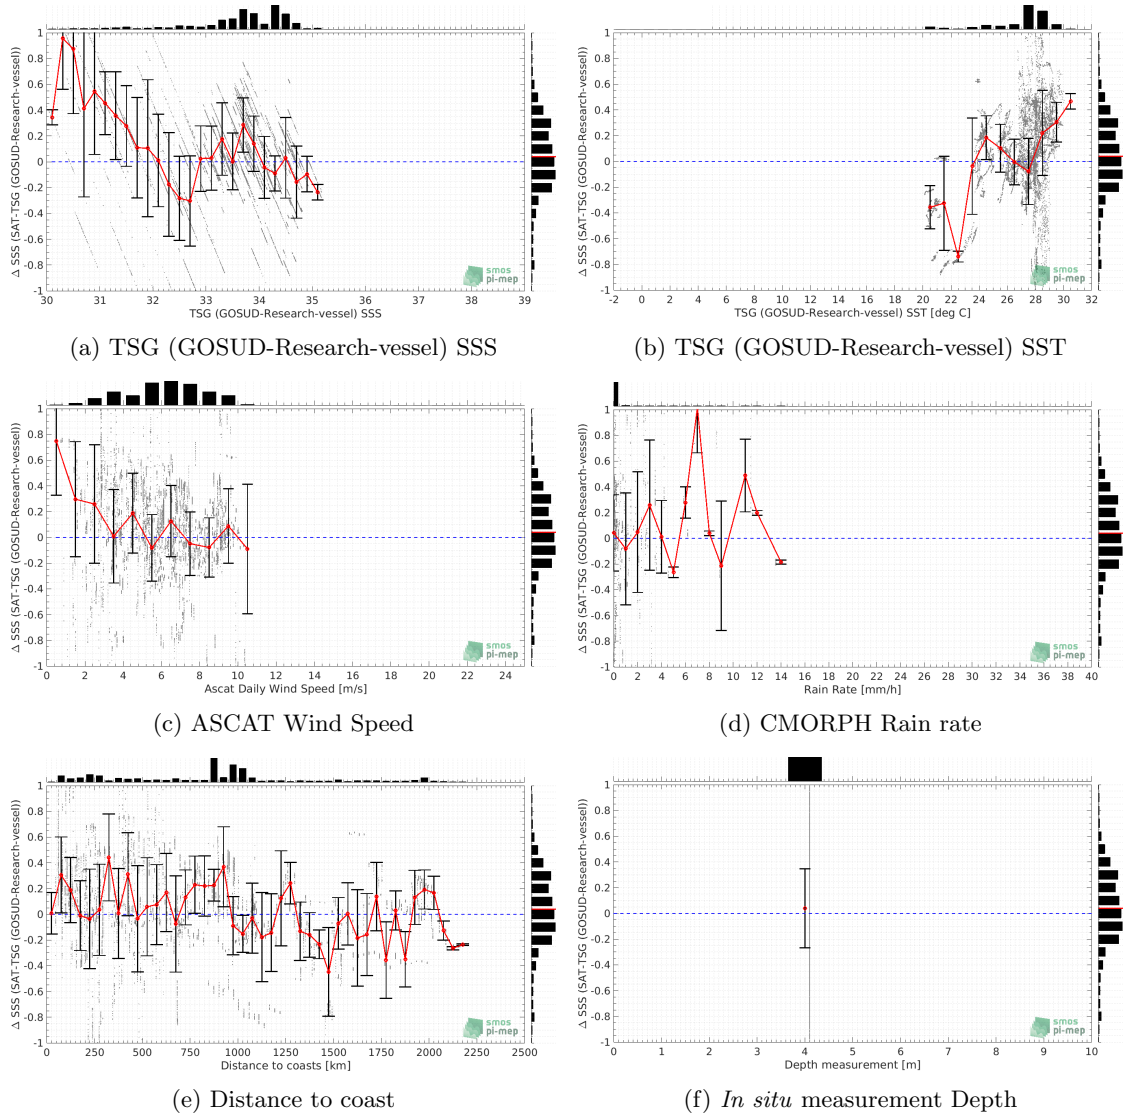 Δ SSS (SAT-TSG (GOSUD-Research-vessel))
1
0.8
0.6
0.4
0.2
0
-0.2
-0.4
-0.6
-0.8
-1
30 31 32 33 34 35 36 37 38 39
TSG (GOSUD-Research-vessel) SSS
smos
pi-mep
(a) TSG (GOSUD-Research-vessel) SSS
Δ SSS (SAT-TSG (GOSUD-Research-vessel))
1
0.8
0.6
0.4
0.2
0
-0.2
-0.4
-0.6
-0.8
-1
-2 0 2 4 6 8 10 12 14 16 18 20 22 24 26 28 30 32
TSG (GOSUD-Research-vessel) SST [deg C]
smos
pi-mep
(b) TSG (GOSUD-Research-vessel) SST
Δ SSS (SAT-TSG (GOSUD-Research-vessel))
1
0.8
0.6
0.4
0.2
0
-0.2
-0.4
-0.6
-0.8
-1
0 2 4 6 8 10 12 14 16 18 20 22 24
Ascat Daily Wind Speed [m/s]
smos
pi-mep
(c) ASCAT Wind Speed
Δ SSS (SAT-TSG (GOSUD-Research-vessel))
1
0.8
0.6
0.4
0.2
0
-0.2
-0.4
-0.6
-0.8
-1
0 2 4 6 8 10 12 14 16 18 20 22 24 26 28 30 32 34 36 38 40
Rain Rate [mm/h]
smos
pi-mep
(d) CMORPH Rain rate
Δ SSS (SAT-TSG (GOSUD-Research-vessel))
1
0.8
0.6
0.4
0.2
0
-0.2
-0.4
-0.6
-0.8
-1
0 250 500 750 1000 1250 1500 1750 2000 2250 2500
Distance to coasts [km]
smos
pi-mep
(e) Distance to coast
Δ SSS (SAT-TSG (GOSUD-Research-vessel))
1
0.8
0.6
0.4
0.2
0
-0.2
-0.4
-0.6
-0.8
-1
0 1 2 3 4 5 6 7 8 9 10
Depth measurement [m]
smos
pi-mep
(f) In situ measurement Depth